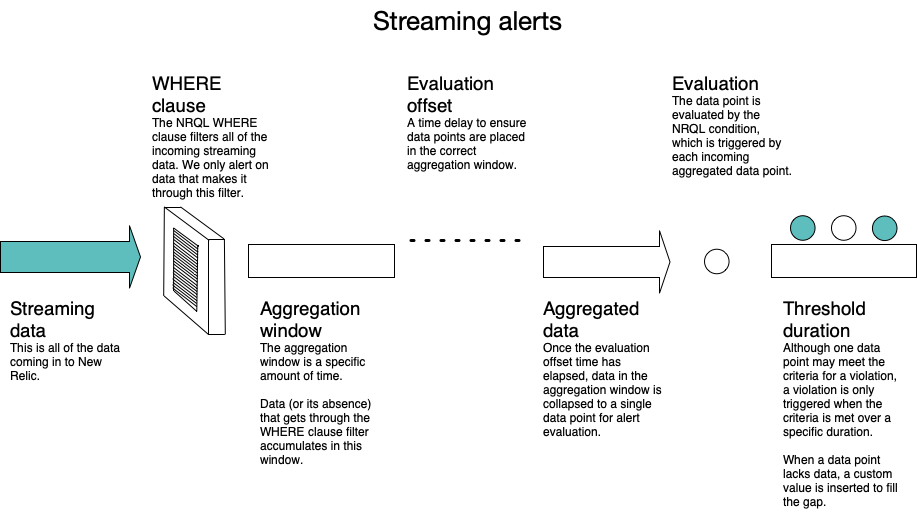 Streaming alerts
WHERE
clause
The NRQL WHERE
clause filters all of the
incoming streaming
data. We only alert on
data that makes it
through this filter.
Evaluation
offset
A time delay to ensure
data points are placed
in the correct
aggregation window.
Evaluation
The data point is
evaluated by the
NRQL condition,
which is triggered by
each incoming
aggregated data point.
Streaming
data
This is all of the data
coming in to New
Relic.
Aggregation
window
The aggregation
window is a specific
amount of time.
Data (or its absence)
that gets through the
WHERE clause filter
accumulates in this
window.
Aggregated
data
Once the evaluation
offset time has
elapsed, data in the
aggregation window is
collapsed to a single
data point for alert
evaluation.
Threshold
duration
Although one data
point may meet the
criteria for a violation,
a violation is only
triggered when the
criteria is met over a
specific duration.
When a data point
lacks data, a custom
value is inserted to fill
the gap.